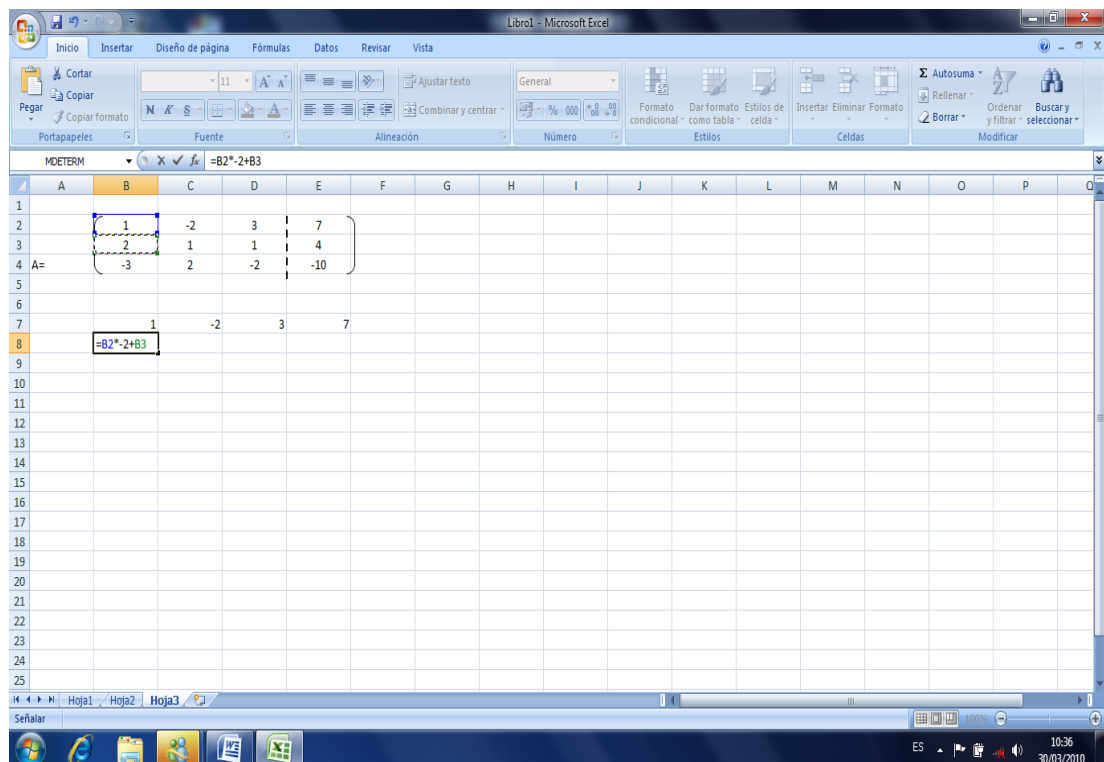 Libro1 - Microsoft Excel
Inicio Insertar Diseño de página Fórmulas Datos Revisar Vista
Pegar
Cortar
Copiar
Copiar formato
Portapapeles
11
N K S
Fuente
Ajustar texto
Combinar y centrar
Alineación
General
% 000
Número
Formato condicional
Dar formato como tabla
Estilos de celda
Estilos
Insertar Eliminar Formato
Celdas
Σ Autosuma
Rellenar
Borrar
Ordenar y filtrar
Buscar y seleccionar
Modificar
MDETERM fx =B2*-2+B3
A B C D E F G H I J K L M N O P Q
1
2 1 -2 3 7
3 2 1 1 4
4 A= -3 2 -2 -10
5
6
7 1 -2 3 7
8 =B2*-2+B3
9
10
11
12
13
14
15
16
17
18
19
20
21
22
23
24
25
Hoja1 Hoja2 Hoja3
Señalar 100%
ES 10:36
30/03/2010